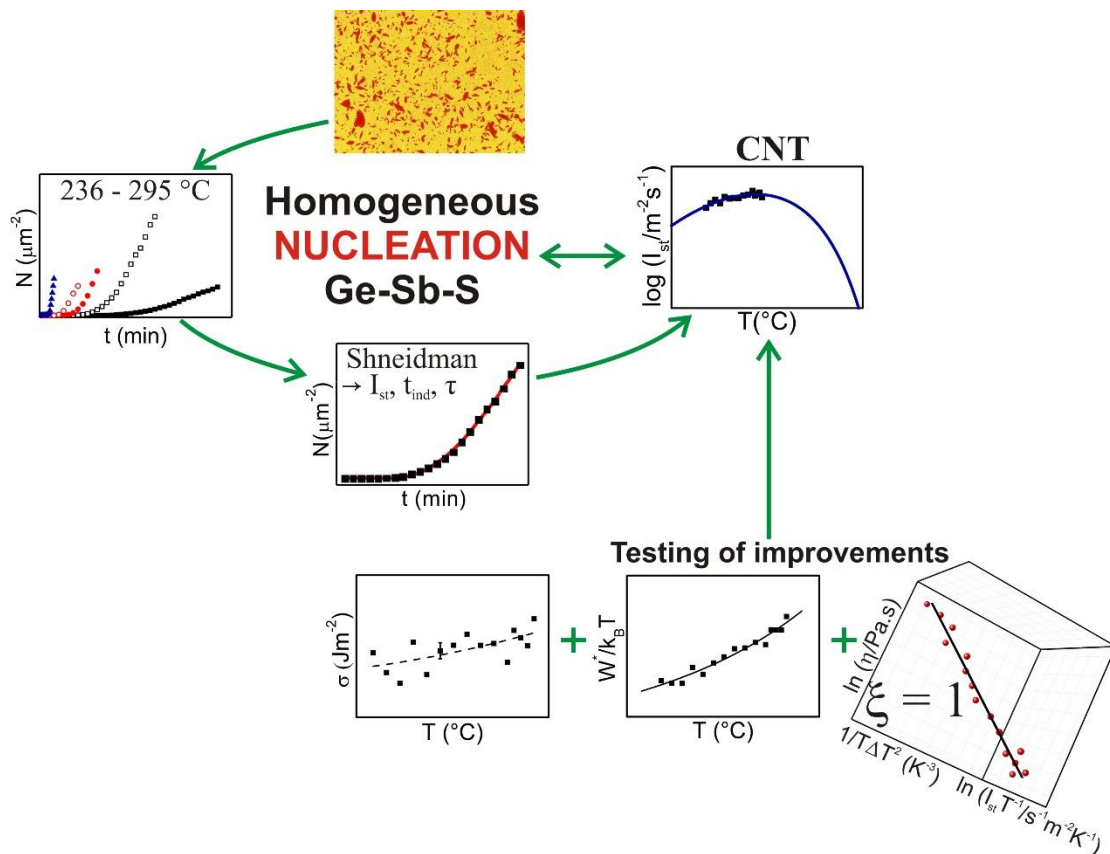 236 - 295 °C
N (μm⁻²)
t (min)
Homogeneous
NUCLEATION
Ge-Sb-S
CNT
log (I_st/m⁻²s⁻¹)
T(°C)
Shneidman
→ I_st, t_ind, τ
N(μm⁻²)
t (min)
Testing of improvements
σ (Jm⁻²)
T (°C)
+
W*/k_BT
T (°C)
+
ln (η/Pa.s)
ξ = 1
1/TΔT² (K⁻³)
ln (I_stT⁻¹/s⁻¹m⁻²K⁻¹)